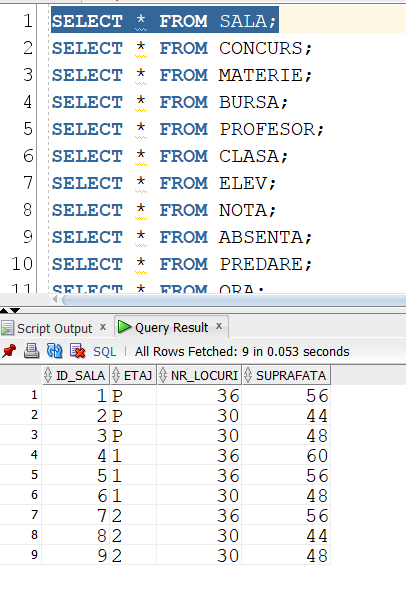 1 SELECT * FROM SALA;
2 SELECT * FROM CONCURS;
3 SELECT * FROM MATERIE;
4 SELECT * FROM BURSA;
5 SELECT * FROM PROFESOR;
6 SELECT * FROM CLASA;
7 SELECT * FROM ELEV;
8 SELECT * FROM NOTA;
9 SELECT * FROM ABSENTA;
10 SELECT * FROM PREDARE;
11 SELECT * FROM ORA;
Script Output x Query Result x
SQL | All Rows Fetched: 9 in 0.053 seconds
ID_SALA ETAJ NR_LOCURI SUPRAFATA
1 1 P 36 56
2 2 P 30 44
3 3 P 30 48
4 4 1 36 60
5 5 1 36 56
6 6 1 30 48
7 7 2 36 56
8 8 2 30 44
9 9 2 30 48